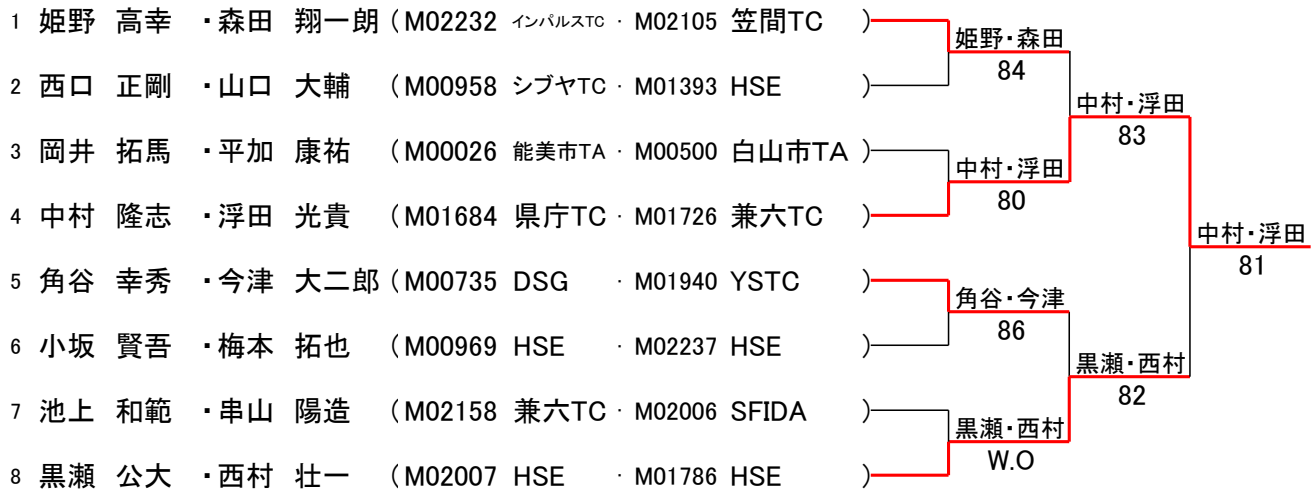 1 姫野 高幸 ・森田 翔一朗 (M02232 インパルスTC ・ M02105 笠間TC )
姫野・森田
84
2 西口 正剛 ・山口 大輔 (M00958 シブヤTC ・ M01393 HSE )
中村・浮田
83
3 岡井 拓馬 ・平加 康祐 (M00026 能美市TA ・ M00500 白山市TA )
中村・浮田
80
4 中村 隆志 ・浮田 光貴 (M01684 県庁TC ・ M01726 兼六TC )
中村・浮田
81
5 角谷 幸秀 ・今津 大二郎 (M00735 DSG ・ M01940 YSTC )
角谷・今津
86
6 小坂 賢吾 ・梅本 拓也 (M00969 HSE ・ M02237 HSE )
黒瀬・西村
82
7 池上 和範 ・串山 陽造 (M02158 兼六TC ・ M02006 SFIDA )
黒瀬・西村
W.O
8 黒瀬 公大 ・西村 壮一 (M02007 HSE ・ M01786 HSE )